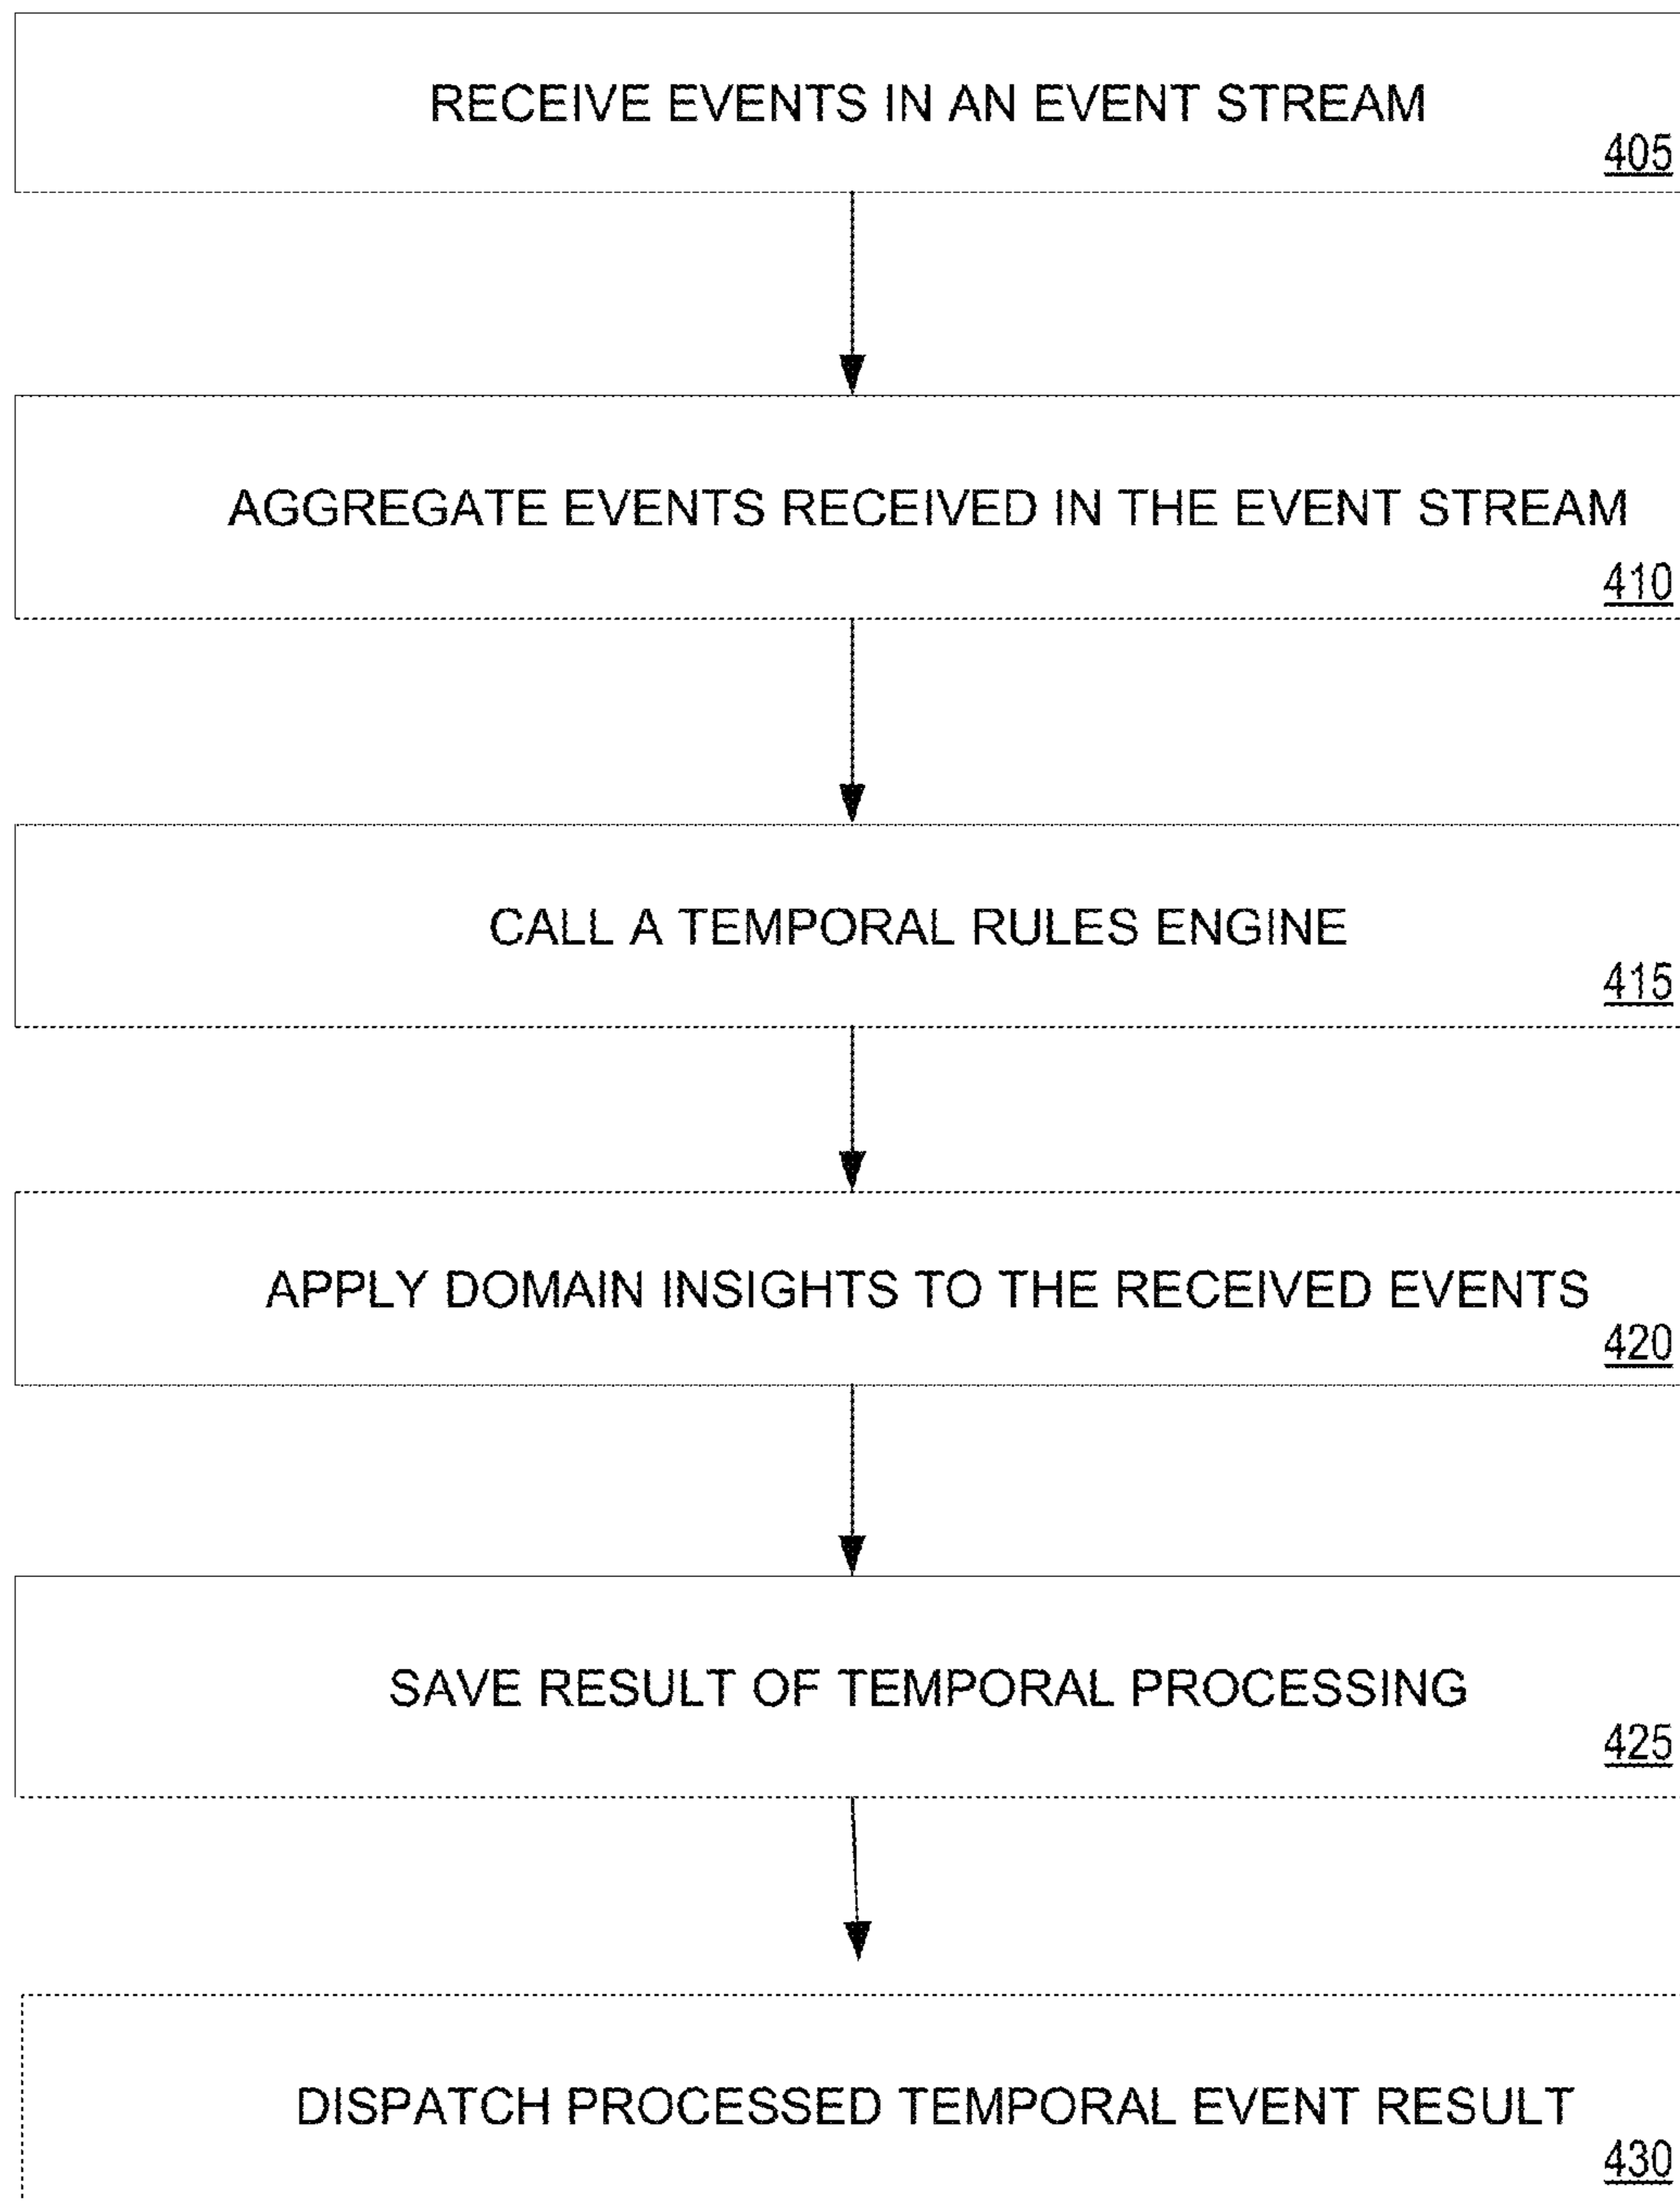 RECEIVE EVENTS IN AN EVENT STREAM
405
AGGREGATE EVENTS RECEIVED IN THE EVENT STREAM
410
CALL A TEMPORAL RULES ENGINE
415
APPLY DOMAIN INSIGHTS TO THE RECEIVED EVENTS
420
SAVE RESULT OF TEMPORAL PROCESSING
425
DISPATCH PROCESSED TEMPORAL EVENT RESULT
430